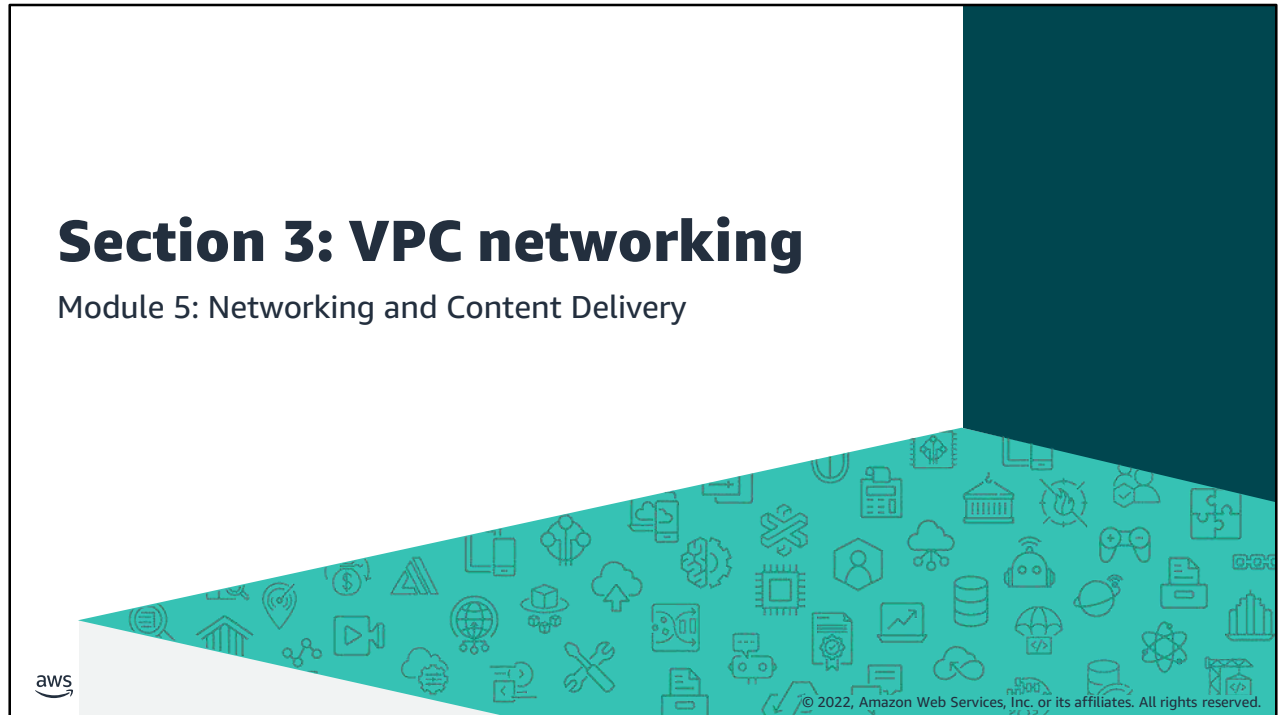 Section 3: VPC networking
Module 5: Networking and Content Delivery
aws
© 2022, Amazon Web Services, Inc. or its affiliates. All rights reserved.